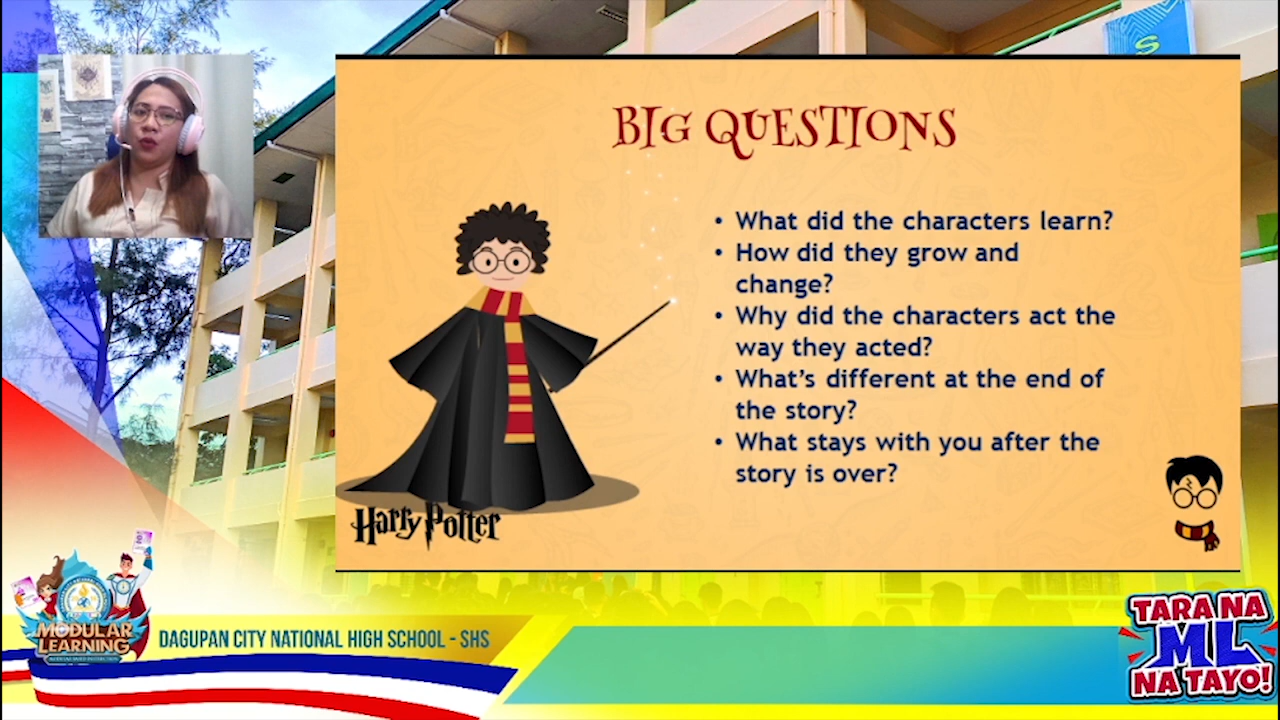 BIG QUESTIONS
• What did the characters learn?
• How did they grow and
change?
• Why did the characters act the
way they acted?
• What's different at the end of
the story?
• What stays with you after the
story is over?
Harry Potter
MODULAR
LEARNING
DAGUPAN CITY NATIONAL HIGH SCHOOL - SHS
TARA NA
ML
NA TAYO!